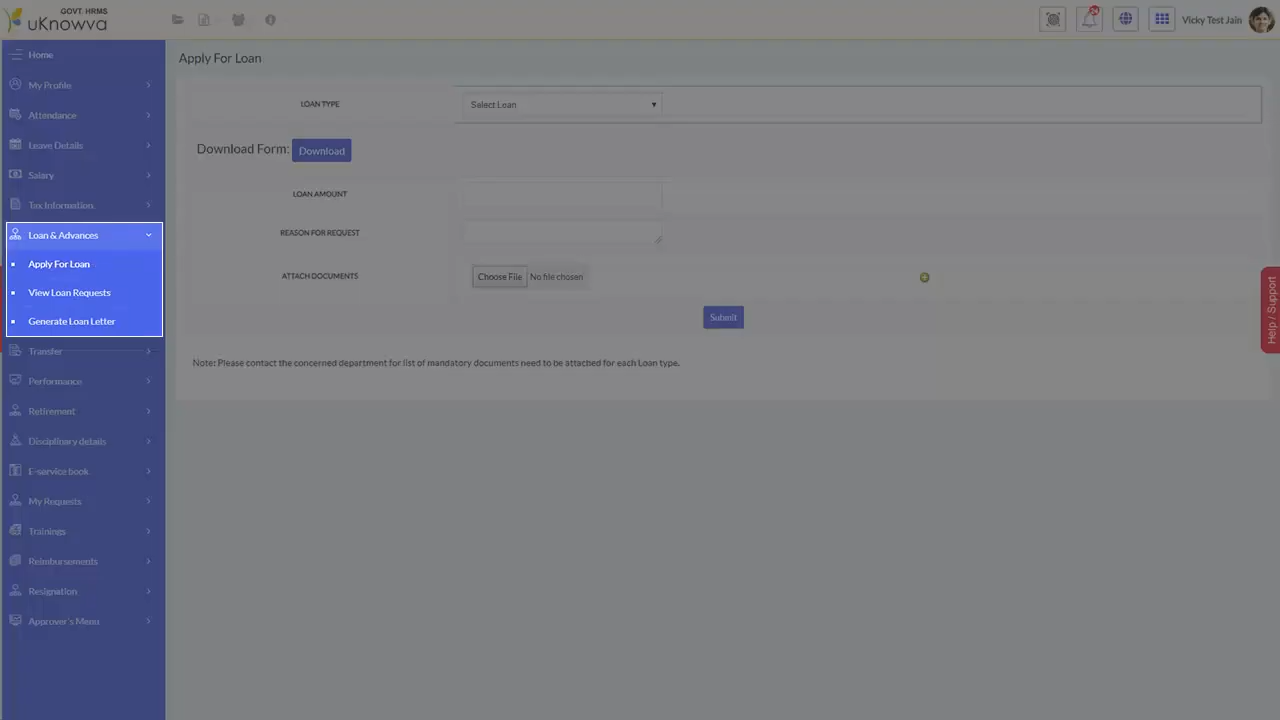 GOVT. HRMS
uKnowva
24
Vicky Test Jain
Home
My Profile
Attendance
Leave Details
Salary
Tax Information
Loan & Advances
Apply For Loan
View Loan Requests
Generate Loan Letter
Transfer
Performance
Retirement
Disciplinary details
E-service book
My Requests
Trainings
Reimbursements
Resignation
Approver's Menu
Apply For Loan
LOAN TYPE
Select Loan
Download Form: Download
LOAN AMOUNT
REASON FOR REQUEST
ATTACH DOCUMENTS
Choose File No file chosen
Submit
Note: Please contact the concerned department for list of mandatory documents need to be attached for each Loan type.
Help / Support